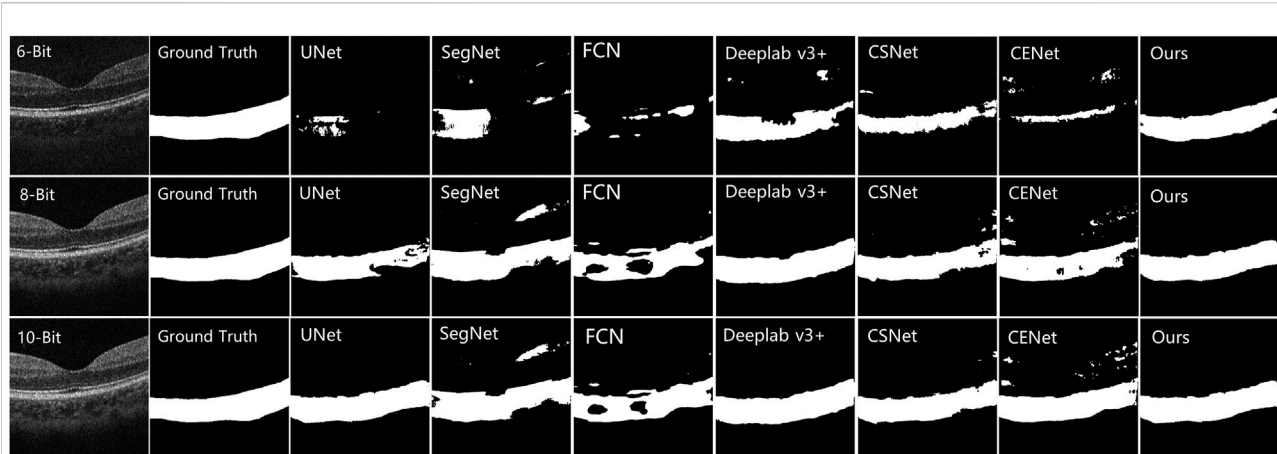 6-Bit Ground Truth UNet SegNet FCN Deeplab v3+ CSNet CENet Ours
8-Bit Ground Truth UNet SegNet FCN Deeplab v3+ CSNet CENet Ours
10-Bit Ground Truth UNet SegNet FCN Deeplab v3+ CSNet CENet Ours